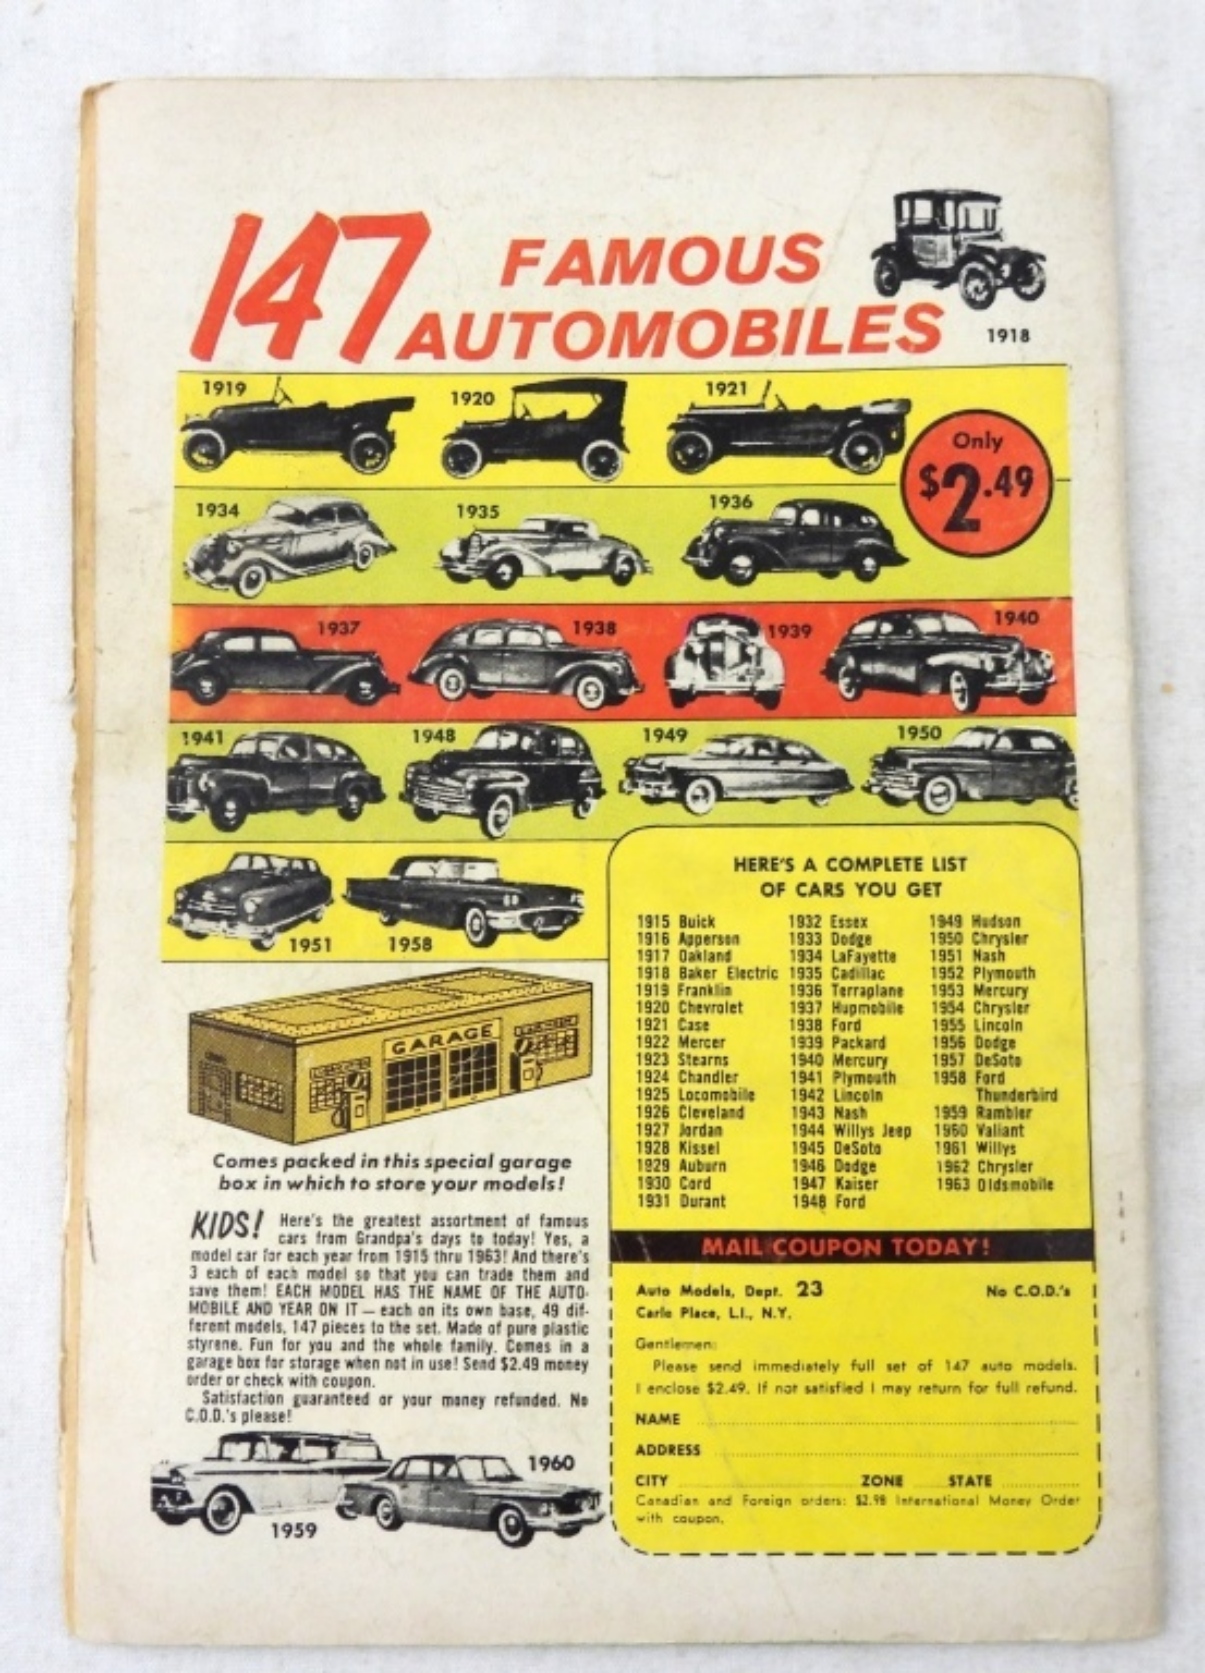 147 FAMOUS
AUTOMOBILES
1918
1919
1920
1921
Only
$2.49
1934
1935
1936
1937
1938
1939
1940
1941
1948
1949
1950
1951
1958
GARAGE
Comes packed in this special garage
box in which to store your models!
KIDS! Here's the greatest assortment of famous
cars from Grandpa's days to today! Yes, a
model car for each year from 1915 thru 1963! And there's
3 each of each model so that you can trade them and
save them! EACH MODEL HAS THE NAME OF THE AUTO-
MOBILE AND YEAR ON IT — each on its own base, 49 dif-
ferent models, 147 pieces to the set. Made of pure plastic
styrene. Fun for you and the whole family. Comes in a
garage box for storage when not in use! Send $2.49 money
order or check with coupon.
Satisfaction guaranteed or your money refunded. No
C.O.D.'s please!
1959
1960
HERE'S A COMPLETE LIST
OF CARS YOU GET
1915 Buick
1916 Apperson
1917 Oakland
1918 Baker Electric
1919 Franklin
1920 Chevrolet
1921 Case
1922 Mercer
1923 Stearns
1924 Chandler
1925 Locomobile
1926 Cleveland
1927 Jordan
1928 Kissel
1929 Auburn
1930 Cord
1931 Durant
1932 Essex
1933 Dodge
1934 LaFayette
1935 Cadillac
1936 Terraplane
1937 Hupmobile
1938 Ford
1939 Packard
1940 Mercury
1941 Plymouth
1942 Lincoln
1943 Nash
1944 Willys Jeep
1945 DeSoto
1946 Dodge
1947 Kaiser
1948 Ford
1949 Hudson
1950 Chrysler
1951 Nash
1952 Plymouth
1953 Mercury
1954 Chrysler
1955 Lincoln
1956 Dodge
1957 DeSoto
1958 Ford
Thunderbird
1959 Rambler
1960 Valiant
1961 Willys
1962 Chrysler
1963 Oldsmobile
MAIL COUPON TODAY!
Auto Models, Dept. 23 No C.O.D.'s
Carle Place, L.I., N.Y.
Gentlemen:
Please send immediately full set of 147 auto models.
I enclose $2.49. If not satisfied I may return for full refund.
NAME
ADDRESS
CITY ZONE STATE
Canadian and Foreign orders: $2.98 International Money Order
with coupon.